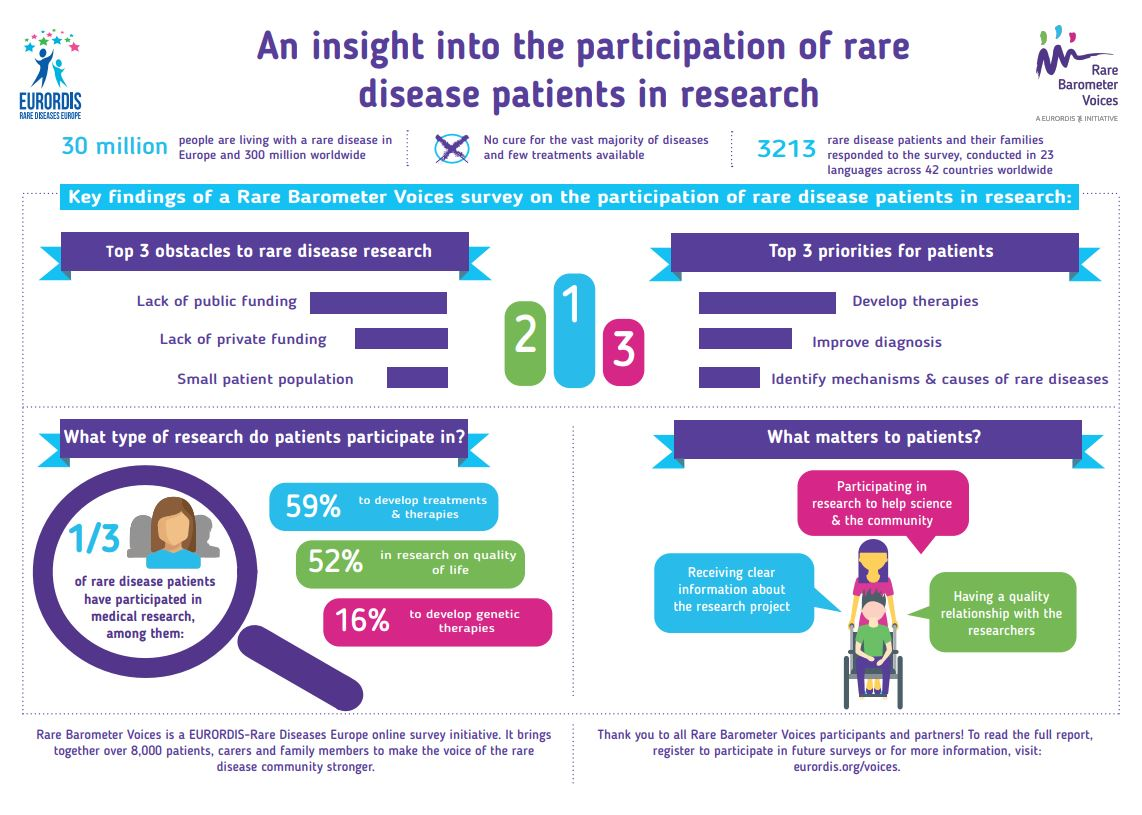 An insight into the participation of rare
disease patients in research
EURORDIS
RARE DISEASES EUROPE
Rare
Barometer
Voices
A EURORDIS INITIATIVE
30 million
people are living with a rare disease in
Europe and 300 million worldwide
No cure for the vast majority of diseases
and few treatments available
3213
rare disease patients and their families
responded to the survey, conducted in 23
languages across 42 countries worldwide
Key findings of a Rare Barometer Voices survey on the participation of rare disease patients in research:
Top 3 obstacles to rare disease research
Lack of public funding
Lack of private funding
Small patient population
2
1
3
Top 3 priorities for patients
Develop therapies
Improve diagnosis
Identify mechanisms & causes of rare diseases
What type of research do patients participate in?
1/3
of rare disease patients
have participated in
medical research,
among them:
59%
to develop treatments
& therapies
52%
in research on quality
of life
16%
to develop genetic
therapies
What matters to patients?
Participating in
research to help science
& the community
Receiving clear
information about
the research project
Having a quality
relationship with the
researchers
Rare Barometer Voices is a EURORDIS-Rare Diseases Europe online survey initiative. It brings
together over 8,000 patients, carers and family members to make the voice of the rare
disease community stronger.
Thank you to all Rare Barometer Voices participants and partners! To read the full report,
register to participate in future surveys or for more information, visit:
eurordis.org/voices.